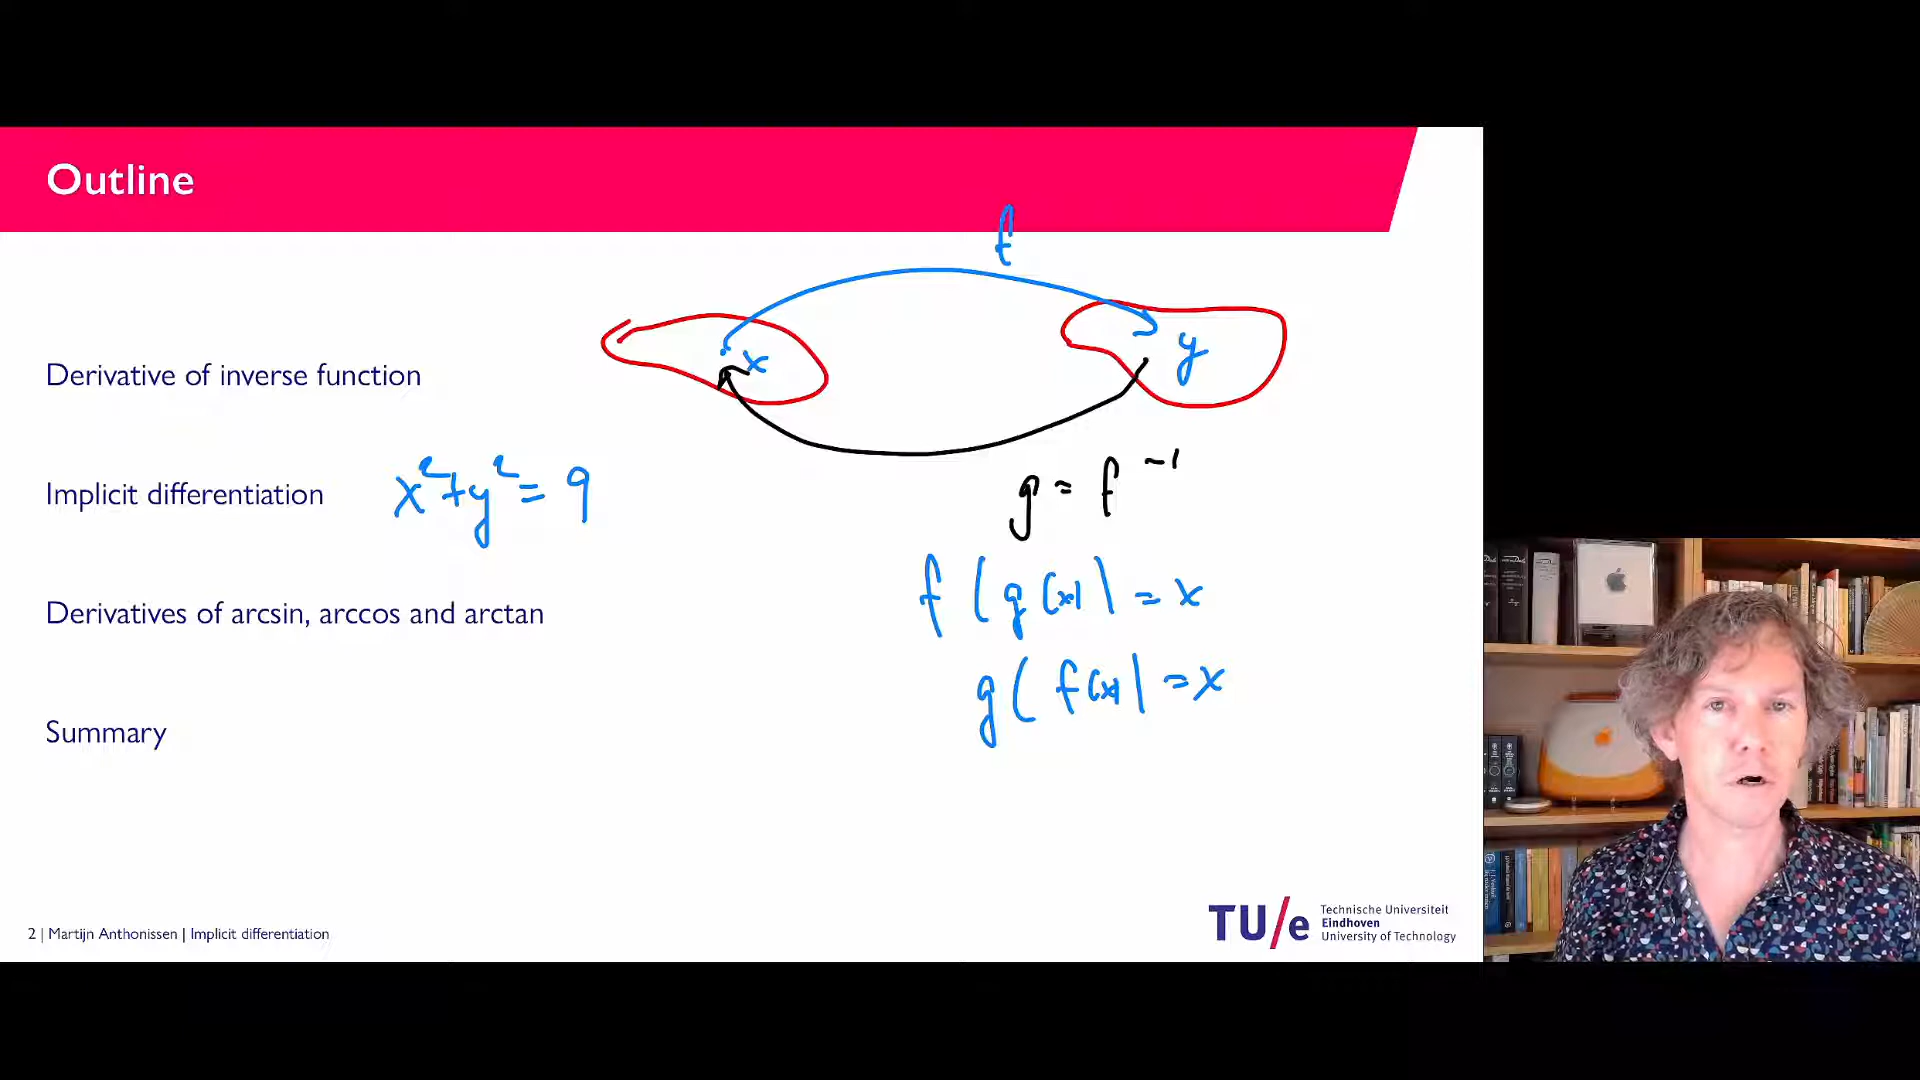 Outline
f
x
y
Derivative of inverse function
g = f⁻¹
Implicit differentiation x² + y² = 9
f(g(x)) = x
Derivatives of arcsin, arccos and arctan
g(f(x)) = x
Summary
2 | Martijn Anthonissen | Implicit differentiation
TU/e Technische Universiteit
Eindhoven
University of Technology